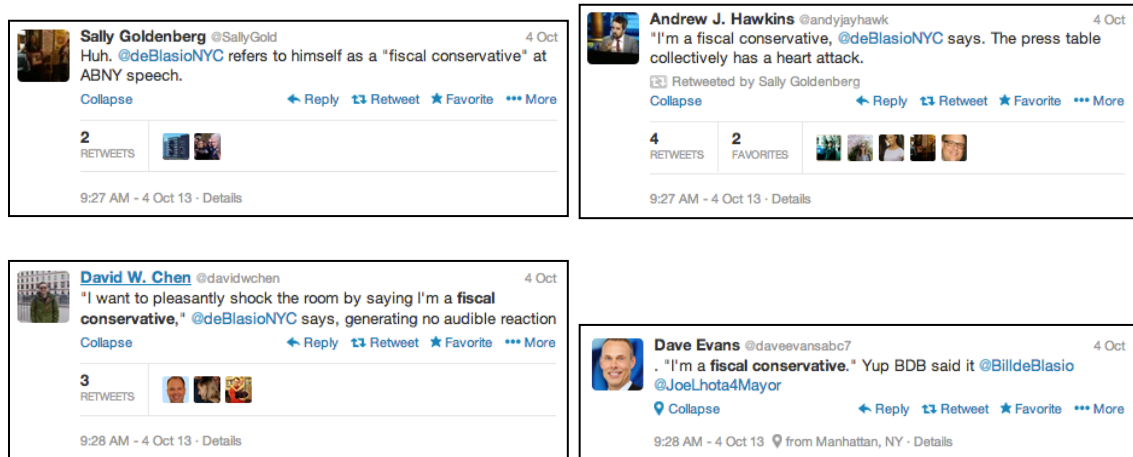 Sally Goldenberg @SallyGold 4 Oct
Huh. @deBlasioNYC refers to himself as a "fiscal conservative" at
ABNY speech.
Collapse Reply Retweet Favorite More
2
RETWEETS
9:27 AM - 4 Oct 13 · Details
Andrew J. Hawkins @andyjayhawk 4 Oct
"I'm a fiscal conservative, @deBlasioNYC says. The press table
collectively has a heart attack.
Retweeted by Sally Goldenberg
Collapse Reply Retweet Favorite More
4 2
RETWEETS FAVORITES
9:27 AM - 4 Oct 13 · Details
David W. Chen @davidwchen 4 Oct
"I want to pleasantly shock the room by saying I'm a fiscal
conservative," @deBlasioNYC says, generating no audible reaction
Collapse Reply Retweet Favorite More
3
RETWEETS
9:28 AM - 4 Oct 13 · Details
Dave Evans @daveevansabc7 4 Oct
. "I'm a fiscal conservative." Yup BDB said it @BilldeBlasio
@JoeLhota4Mayor
Collapse Reply Retweet Favorite More
9:28 AM - 4 Oct 13 from Manhattan, NY · Details